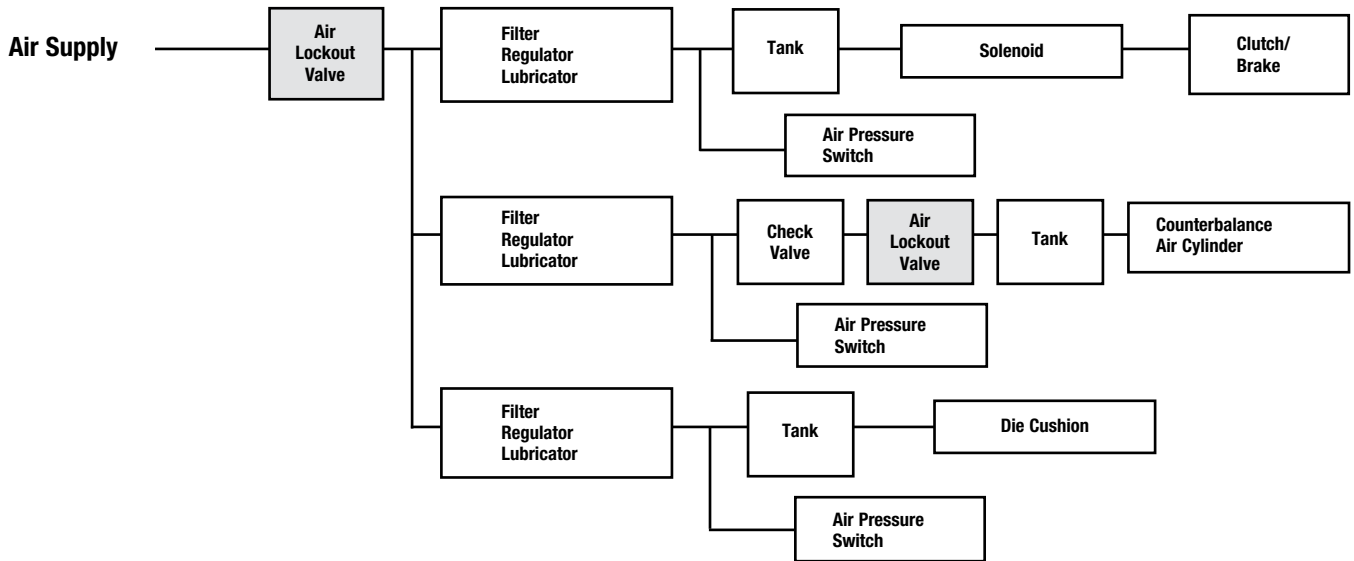 Air Supply
Air
Lockout
Valve
Filter
Regulator
Lubricator
Tank
Solenoid
Clutch/
Brake
Air Pressure
Switch
Filter
Regulator
Lubricator
Check
Valve
Air
Lockout
Valve
Tank
Counterbalance
Air Cylinder
Air Pressure
Switch
Filter
Regulator
Lubricator
Tank
Die Cushion
Air Pressure
Switch